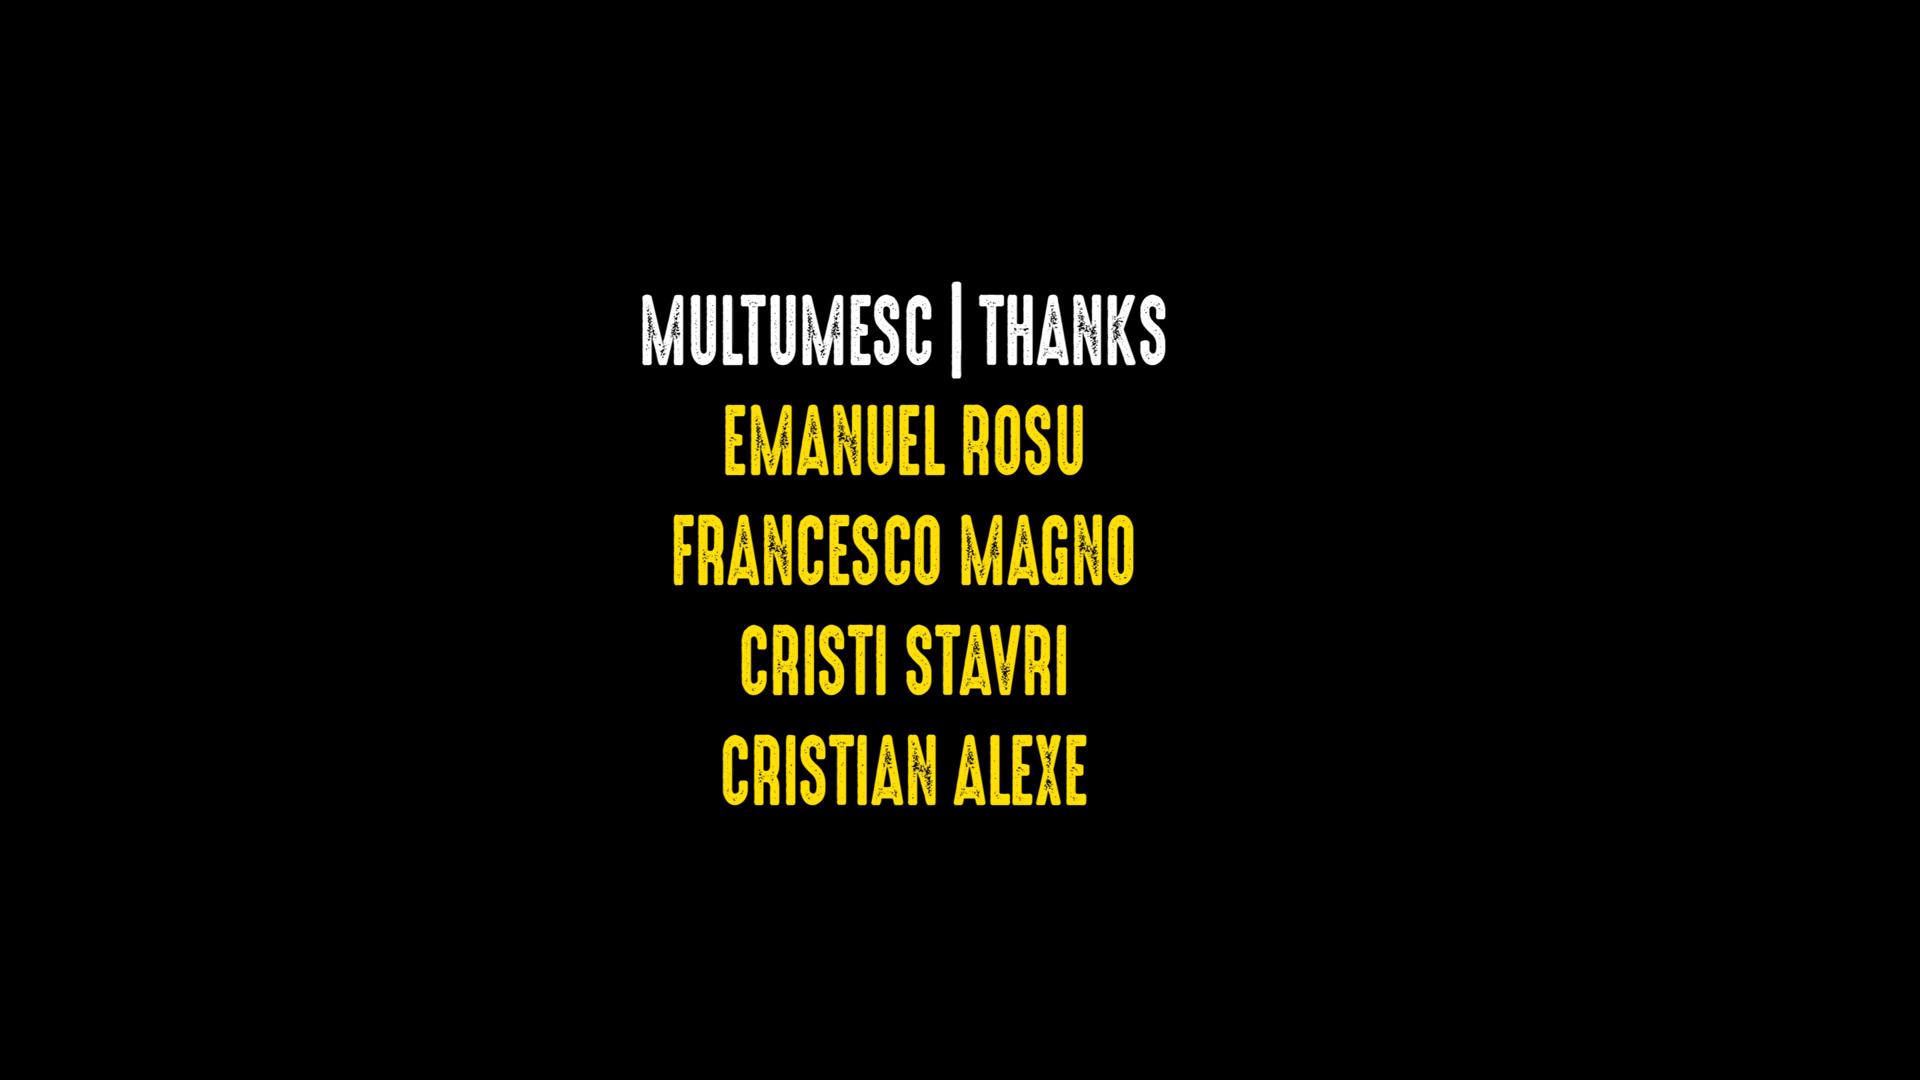 MULTUMESC | THANKS
EMANUEL ROSU
FRANCESCO MAGNO
CRISTI STAVRI
CRISTIAN ALEXE